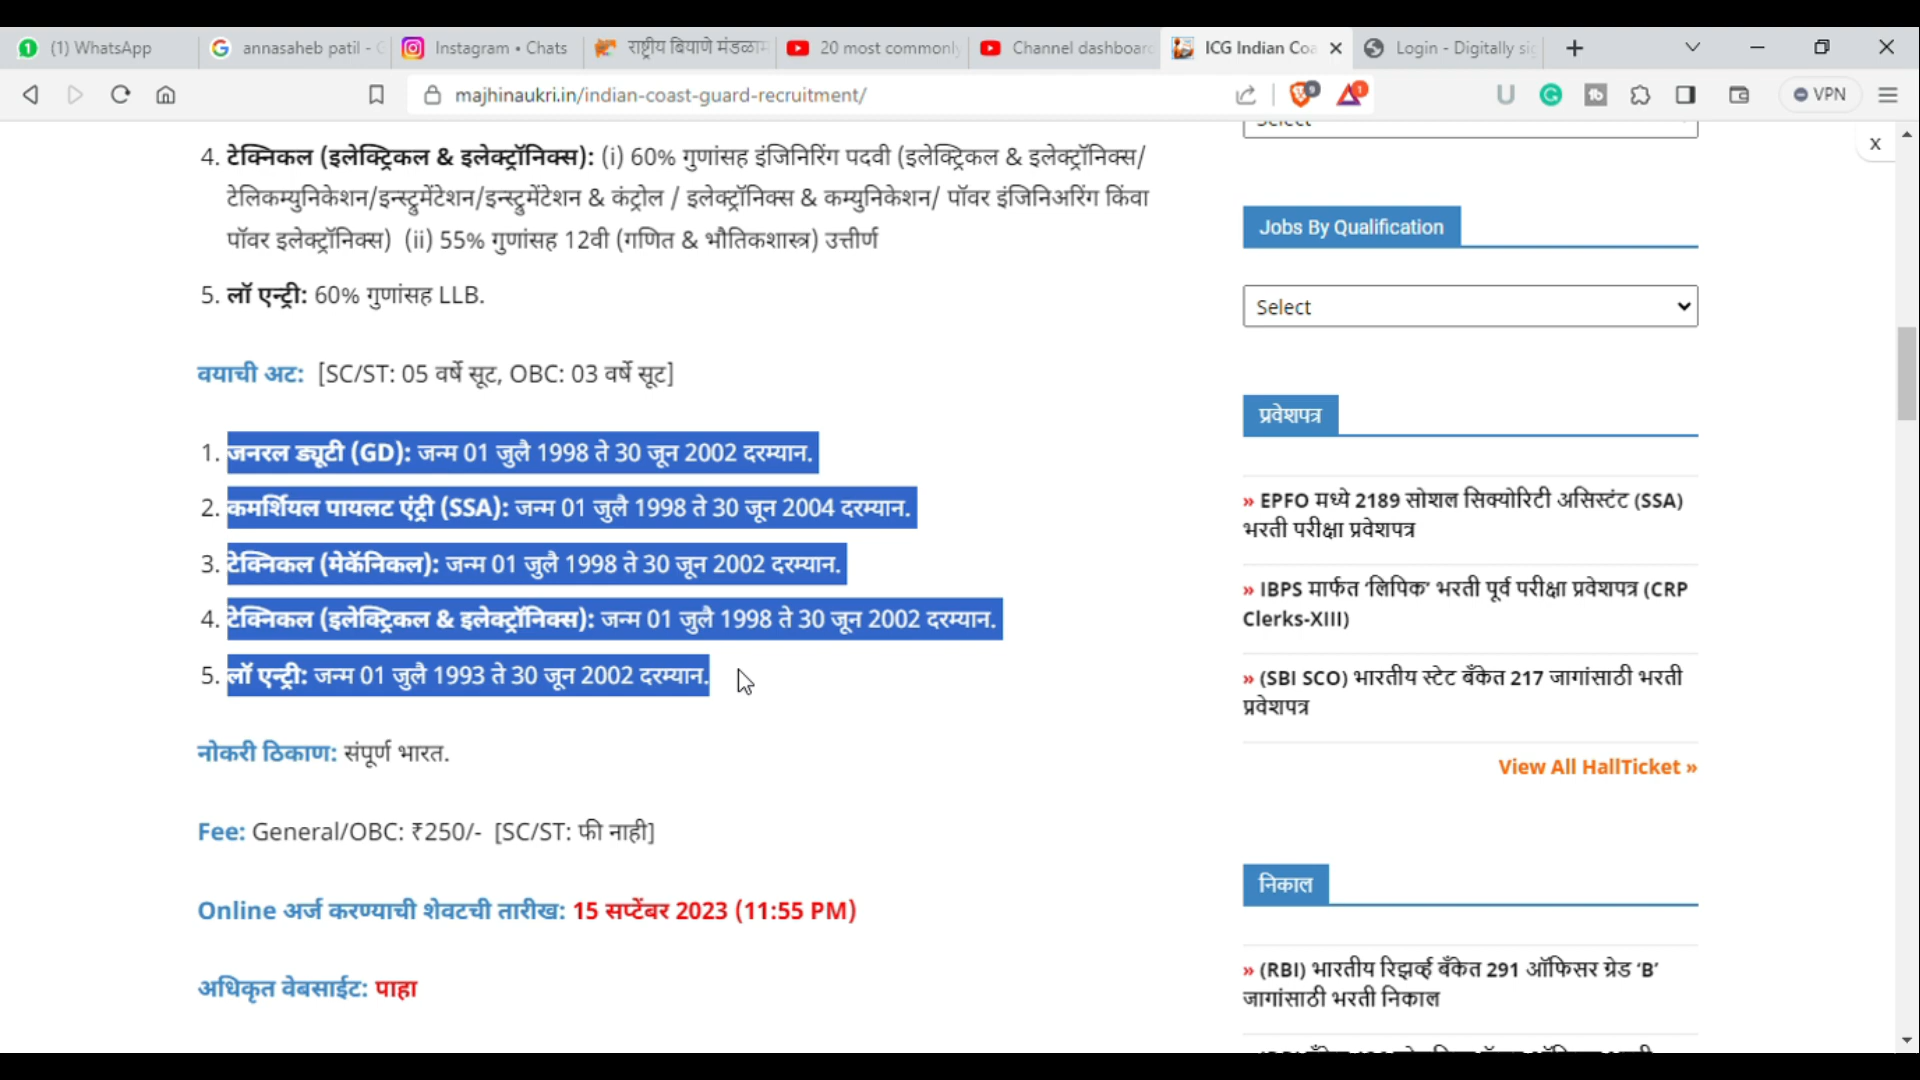 (1) WhatsApp
annasaheb patil -
Instagram • Chats
राष्ट्रीय बियाणे मंडळा
20 most commonly
Channel dashboar
ICG Indian Coa
Login - Digitally sig
majhinaukri.in/indian-coast-guard-recruitment/
VPN
4. टेक्निकल (इलेक्ट्रिकल & इलेक्ट्रॉनिक्स): (i) 60% गुणांसह इंजिनिरिंग पदवी (इलेक्ट्रिकल & इलेक्ट्रॉनिक्स/
टेलिकम्युनिकेशन/इन्स्ट्रुमेंटेशन/इन्स्ट्रुमेंटेशन & कंट्रोल / इलेक्ट्रॉनिक्स & कम्युनिकेशन/ पॉवर इंजिनिअरिंग किंवा
पॉवर इलेक्ट्रॉनिक्स) (ii) 55% गुणांसह 12वी (गणित & भौतिकशास्त्र) उत्तीर्ण
5. लॉ एन्ट्री: 60% गुणांसह LLB.
वयाची अट: [SC/ST: 05 वर्षे सूट, OBC: 03 वर्षे सूट]
1. जनरल ड्यूटी (GD): जन्म 01 जुलै 1998 ते 30 जून 2002 दरम्यान.
2. कमर्शियल पायलट एंट्री (SSA): जन्म 01 जुलै 1998 ते 30 जून 2004 दरम्यान.
3. टेक्निकल (मेकॅनिकल): जन्म 01 जुलै 1998 ते 30 जून 2002 दरम्यान.
4. टेक्निकल (इलेक्ट्रिकल & इलेक्ट्रॉनिक्स): जन्म 01 जुलै 1998 ते 30 जून 2002 दरम्यान.
5. लॉ एन्ट्री: जन्म 01 जुलै 1993 ते 30 जून 2002 दरम्यान.
नोकरी ठिकाण: संपूर्ण भारत.
Fee: General/OBC: ₹250/- [SC/ST: फी नाही]
Online अर्ज करण्याची शेवटची तारीख: 15 सप्टेंबर 2023 (11:55 PM)
अधिकृत वेबसाईट: पाहा
Select
x
Jobs By Qualification
Select
प्रवेशपत्र
» EPFO मध्ये 2189 सोशल सिक्योरिटी असिस्टंट (SSA)
भरती परीक्षा प्रवेशपत्र
» IBPS मार्फत ‘लिपिक’ भरती पूर्व परीक्षा प्रवेशपत्र (CRP
Clerks-XIII)
» (SBI SCO) भारतीय स्टेट बँकेत 217 जागांसाठी भरती
प्रवेशपत्र
View All HallTicket »
निकाल
» (RBI) भारतीय रिझर्व्ह बँकेत 291 ऑफिसर ग्रेड ‘B’
जागांसाठी भरती निकाल